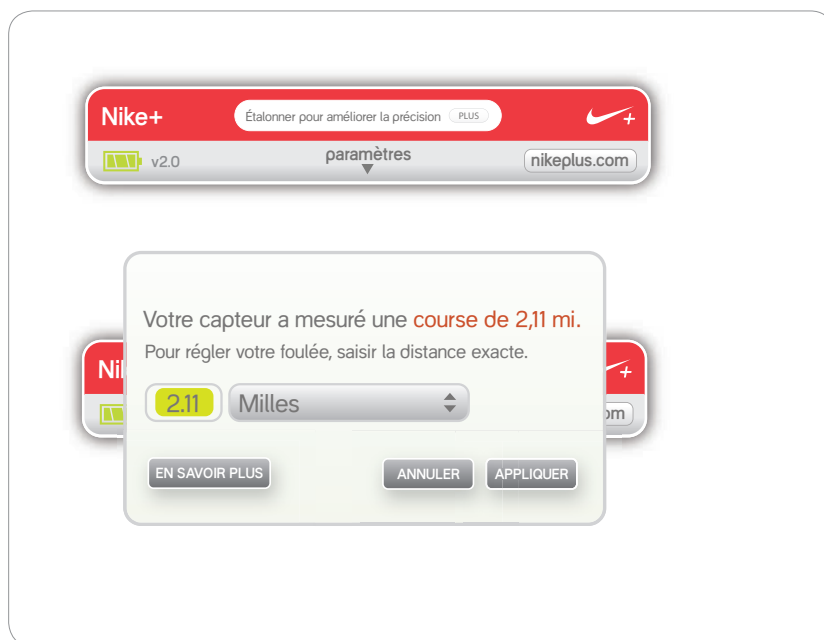 Nike+
Étalonner pour améliorer la précision PLUS
v2.0
paramètres
nikeplus.com
Votre capteur a mesuré une course de 2,11 mi.
Pour régler votre foulée, saisir la distance exacte.
Ni
2.11 Milles
om
EN SAVOIR PLUS
ANNULER
APPLIQUER